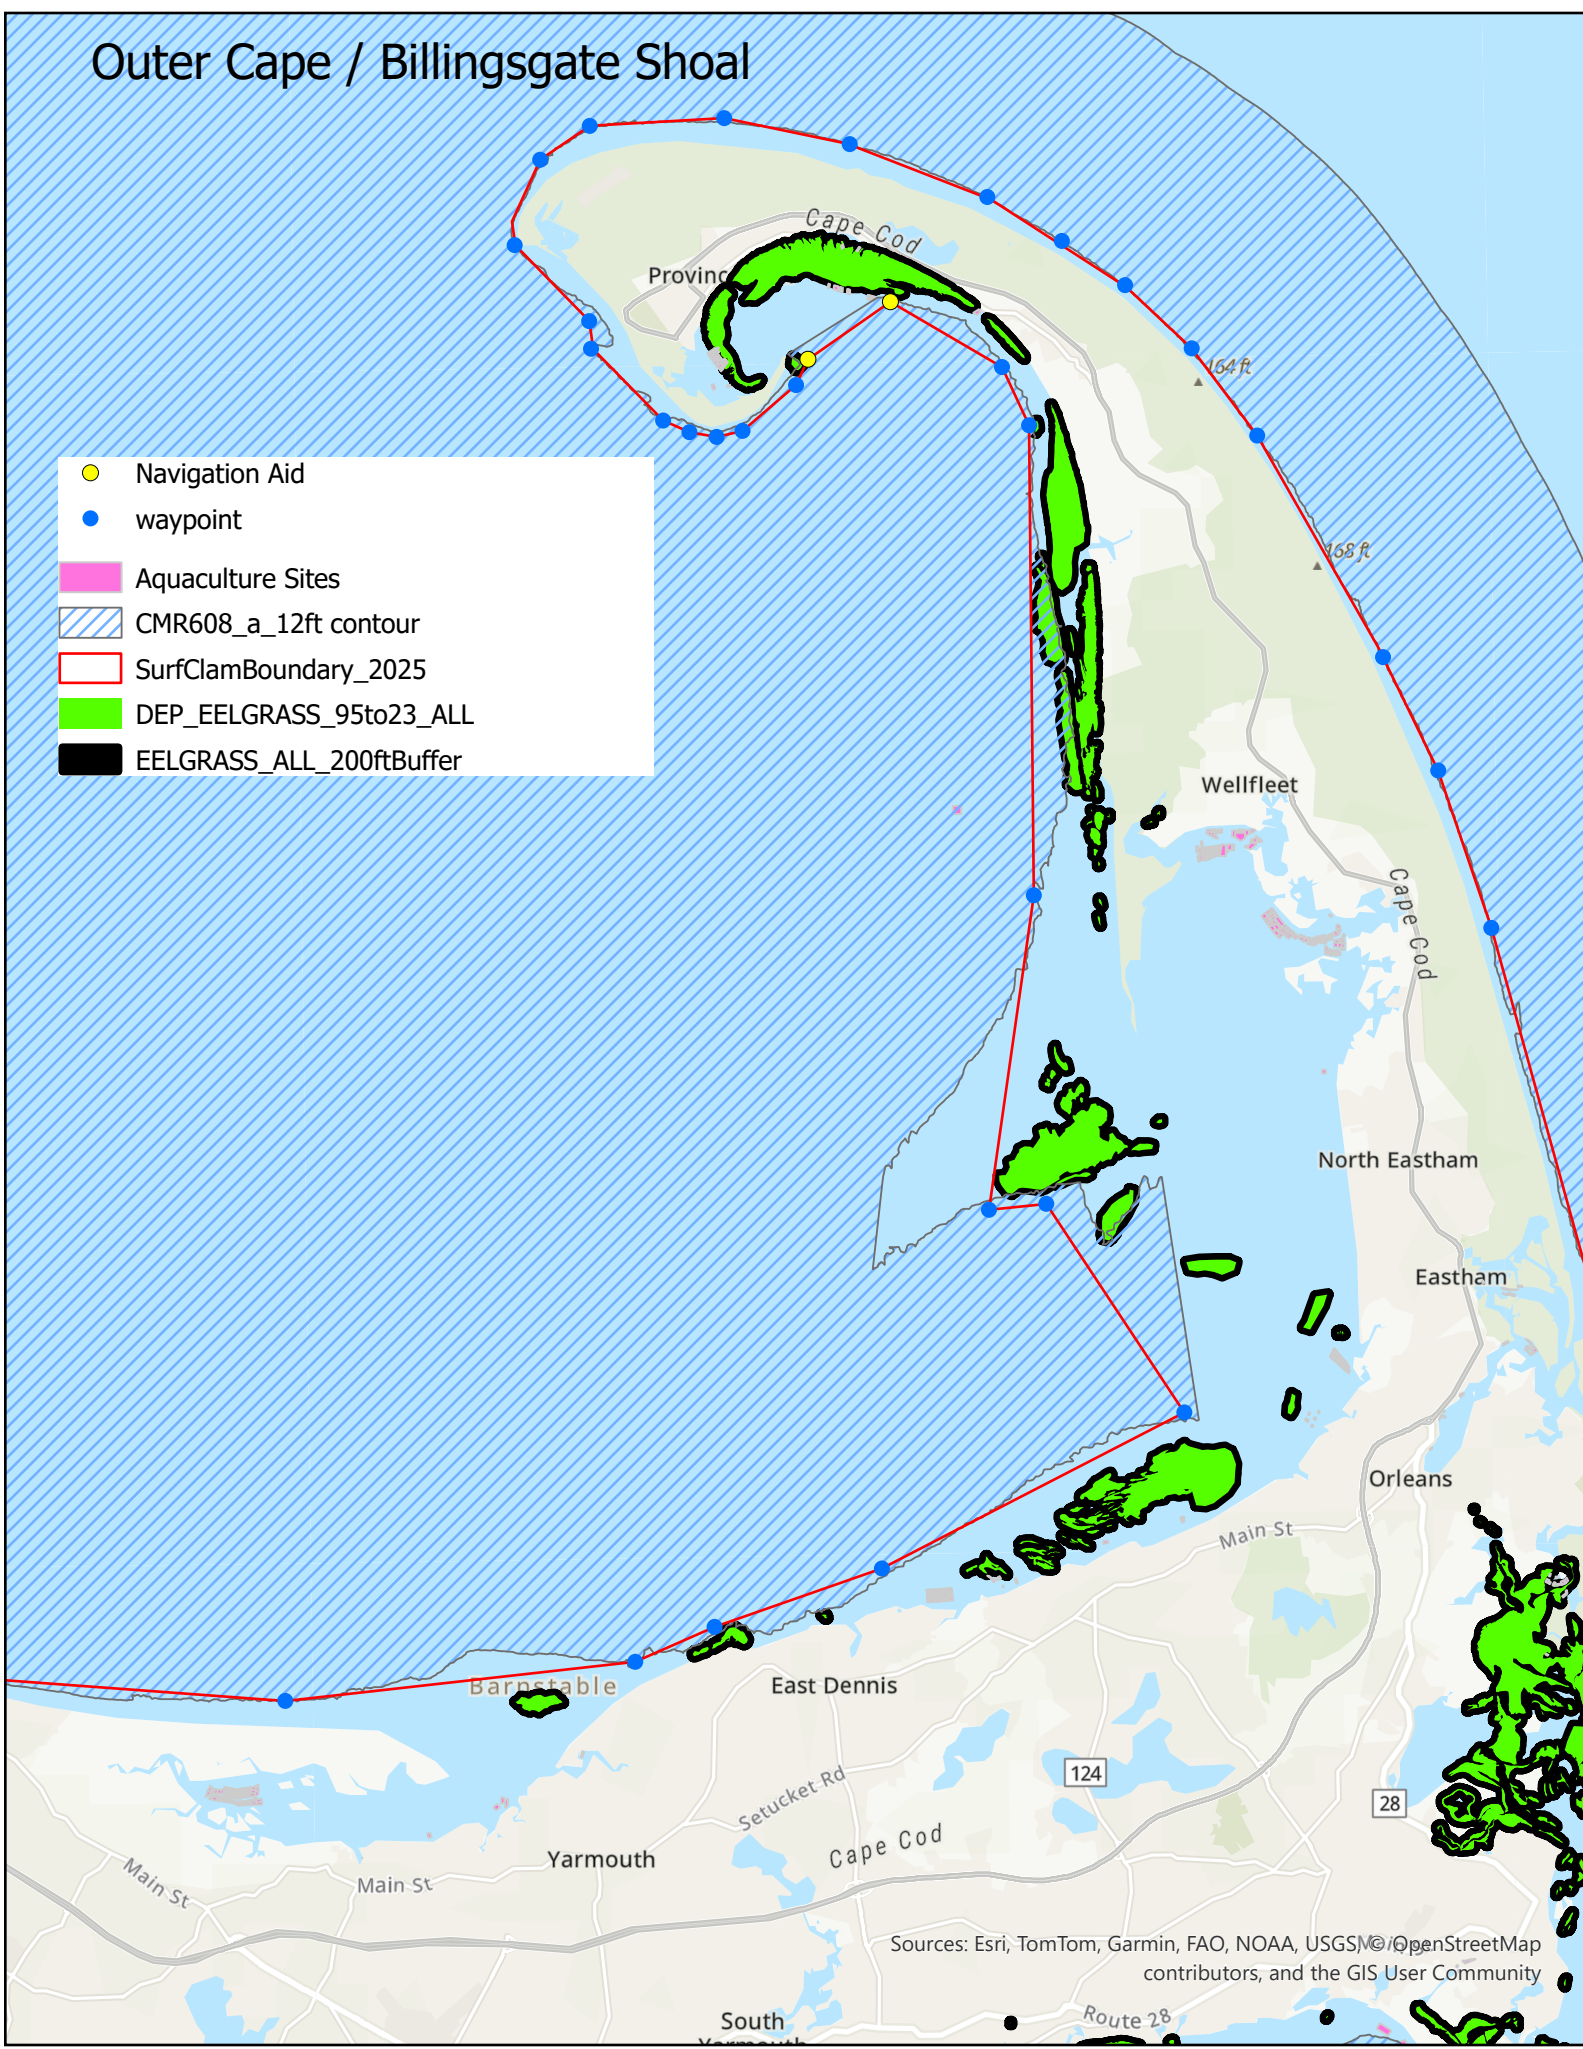 Outer Cape / Billingsgate Shoal
Cape Cod
Provinc
164 ft
Navigation Aid
waypoint
168 ft
Aquaculture Sites
CMR608_a_12ft contour
SurfClamBoundary_2025
DEP_EELGRASS_95to23_ALL
EELGRASS_ALL_200ftBuffer
Wellfleet
Cape Cod
North Eastham
Eastham
Orleans
Main St
Barnstable
East Dennis
124
Setucket Rd
28
Cape Cod
Yarmouth
Main St
Main St
Sources: Esri, TomTom, Garmin, FAO, NOAA, USGS, © OpenStreetMap
contributors, and the GIS User Community
Route 28
South
Yarmouth